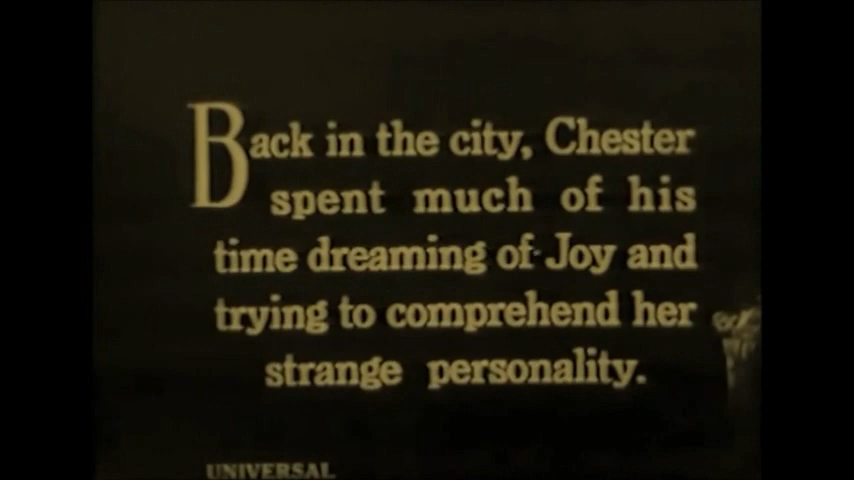 Back in the city, Chester
spent much of his
time dreaming of Joy and
trying to comprehend her
strange personality.
UNIVERSAL